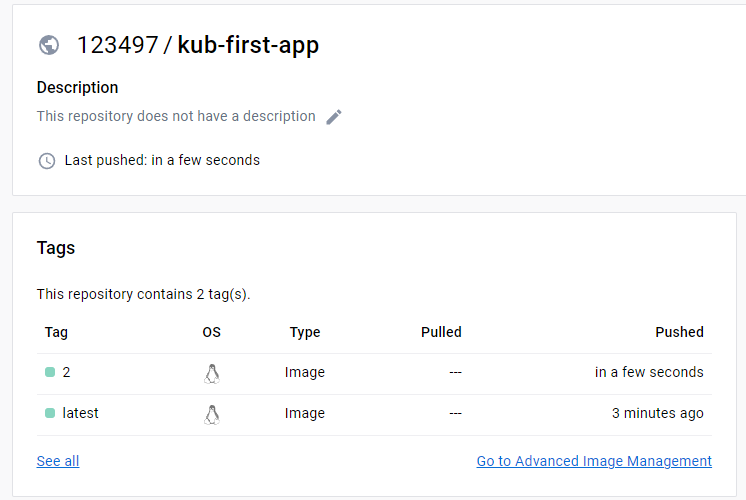 123497 / kub-first-app
Description
This repository does not have a description
Last pushed: in a few seconds
Tags
This repository contains 2 tag(s).
Tag OS Type Pulled Pushed
2 Image --- in a few seconds
latest Image --- 3 minutes ago
See all Go to Advanced Image Management